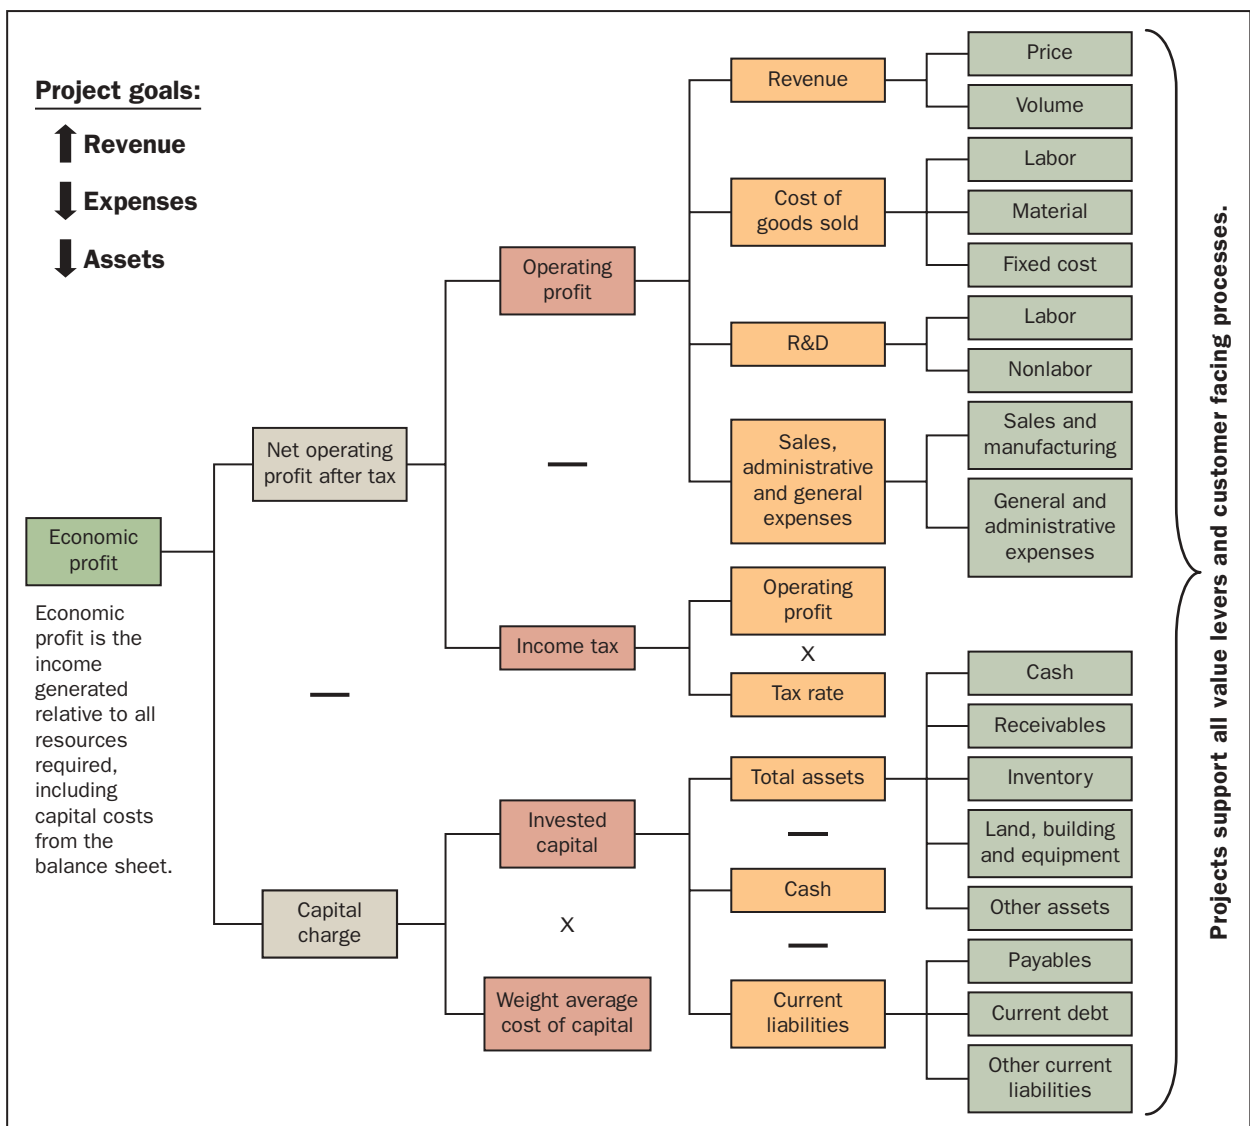 Project goals:
Revenue
Expenses
Assets
Economic
profit
Economic
profit is the
income
generated
relative to all
resources
required,
including
capital costs
from the
balance sheet.
Net operating
profit after tax
—
Capital
charge
Operating
profit
—
Income tax
Invested
capital
X
Weight average
cost of capital
Revenue
Cost of
goods sold
R&D
Sales,
administrative
and general
expenses
Operating
profit
X
Tax rate
Total assets
—
Cash
—
Current
liabilities
Price
Volume
Labor
Material
Fixed cost
Labor
Nonlabor
Sales and
manufacturing
General and
administrative
expenses
Cash
Receivables
Inventory
Land, building
and equipment
Other assets
Payables
Current debt
Other current
liabilities
Projects support all value levers and customer facing processes.